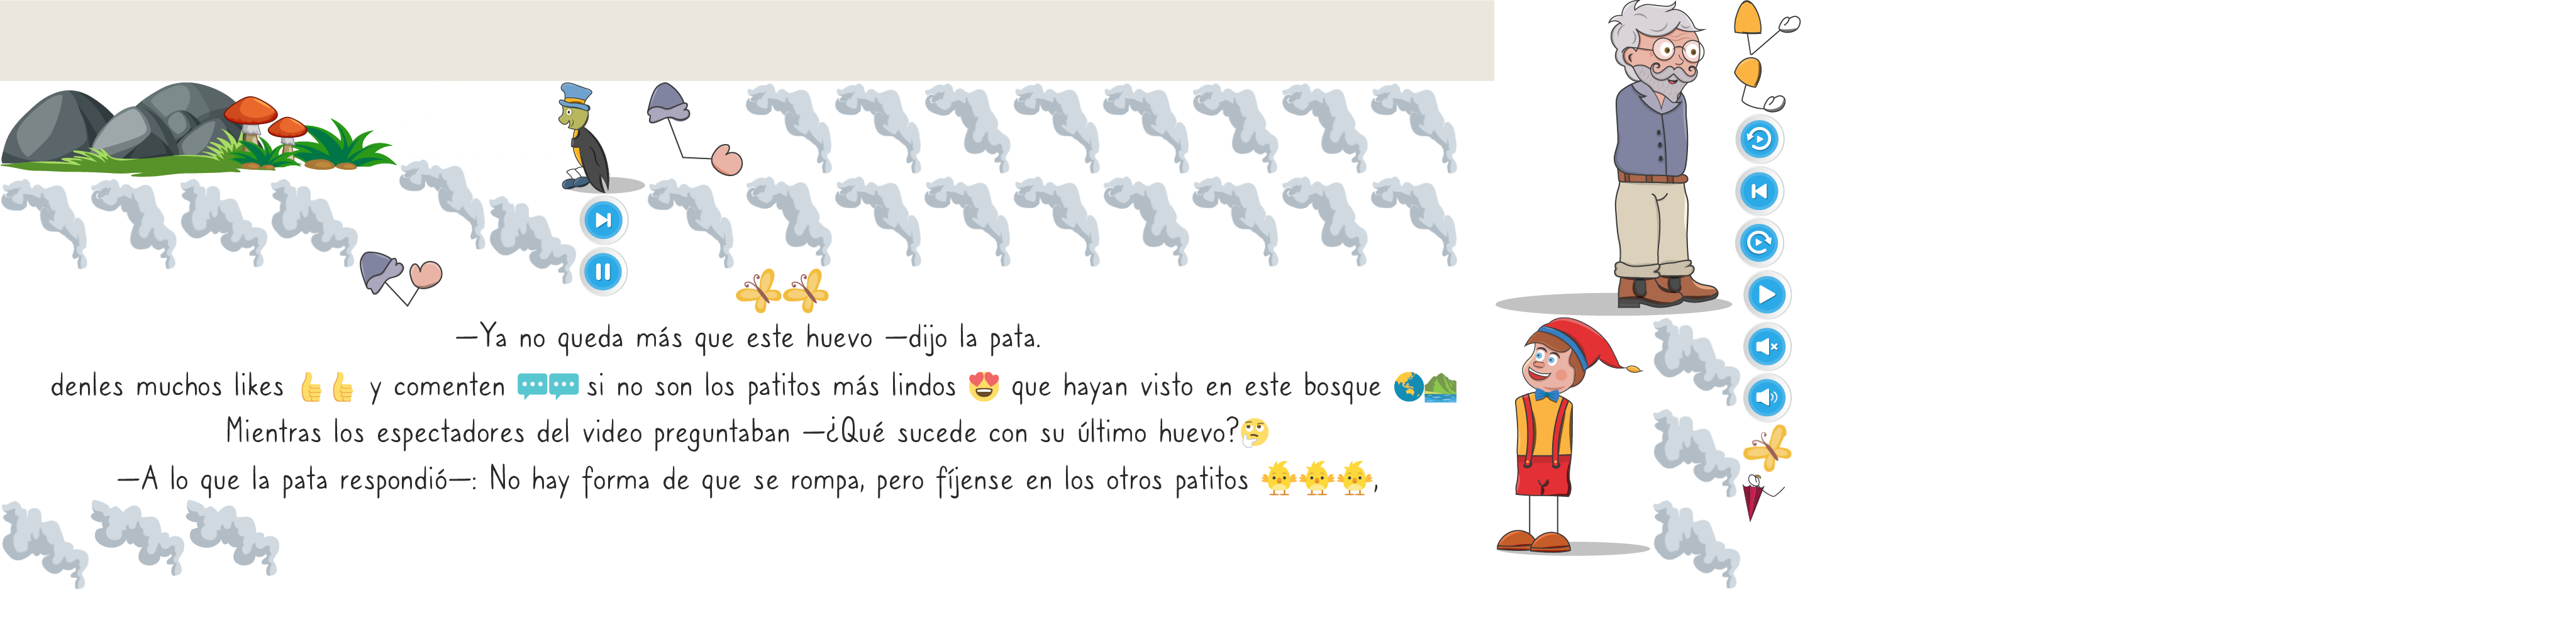 —Ya no queda más que este huevo —dijo la pata.
denles muchos likes 👍👍 y comenten 💬💬 si no son los patitos más lindos 😍 que hayan visto en este bosque 🌏🏞️
Mientras los espectadores del video preguntaban —¿Qué sucede con su último huevo?🤔
—A lo que la pata respondió—: No hay forma de que se rompa, pero fíjense en los otros patitos 🐥🐥🐥,